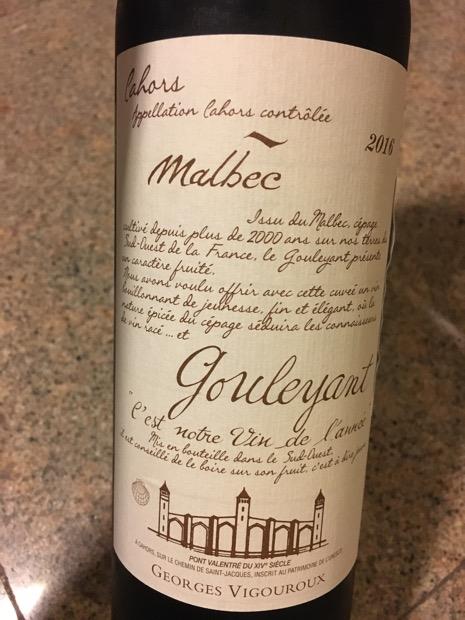 Cahors
Appellation Cahors contrôlée
2016
Malbec
Issu du Malbec, cépage
cultivé depuis plus de 2000 ans sur nos terres du
Sud-Ouest de la France, le Gouleyant présente
un caractère fruité.
Nous avons voulu offrir avec cette cuveé un vin
bouillonnant de jeunesse, fin et élégant, où la
nature épicée du cépage séduira les connaisseurs
de vin racé ... et
Gouleyant
"C'est notre Vin de l'année
Mis en bouteille dans le Sud-Ouest,
il est conseillé de le boire sur son fruit, c'est à dire
PONT VALENTRÉ DU XIVᵉ SIÈCLE
A CAHORS, SUR LE CHEMIN DE SAINT-JACQUES, INSCRIT AU PATRIMOINE DE L'UNESCO
GEORGES VIGOUROUX